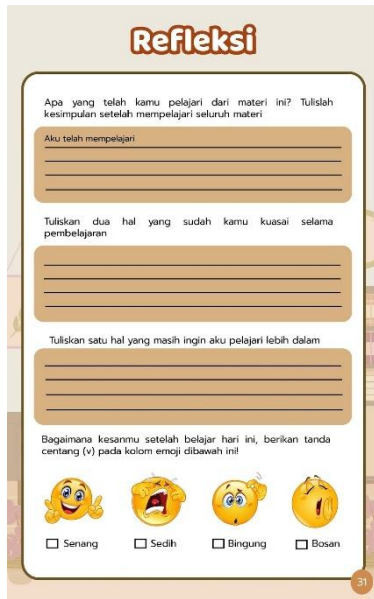 Refleksi
Apa yang telah kamu pelajari dari materi ini? Tulislah
kesimpulan setelah mempelajari seluruh materi
Aku telah mempelajari
Tuliskan dua hal yang sudah kamu kuasai selama
pembelajaran
Tuliskan satu hal yang masih ingin aku pelajari lebih dalam
Bagaimana kesanmu setelah belajar hari ini, berikan tanda
centang (v) pada kolom emoji dibawah ini!
Senang
Sedih
Bingung
Bosan
31